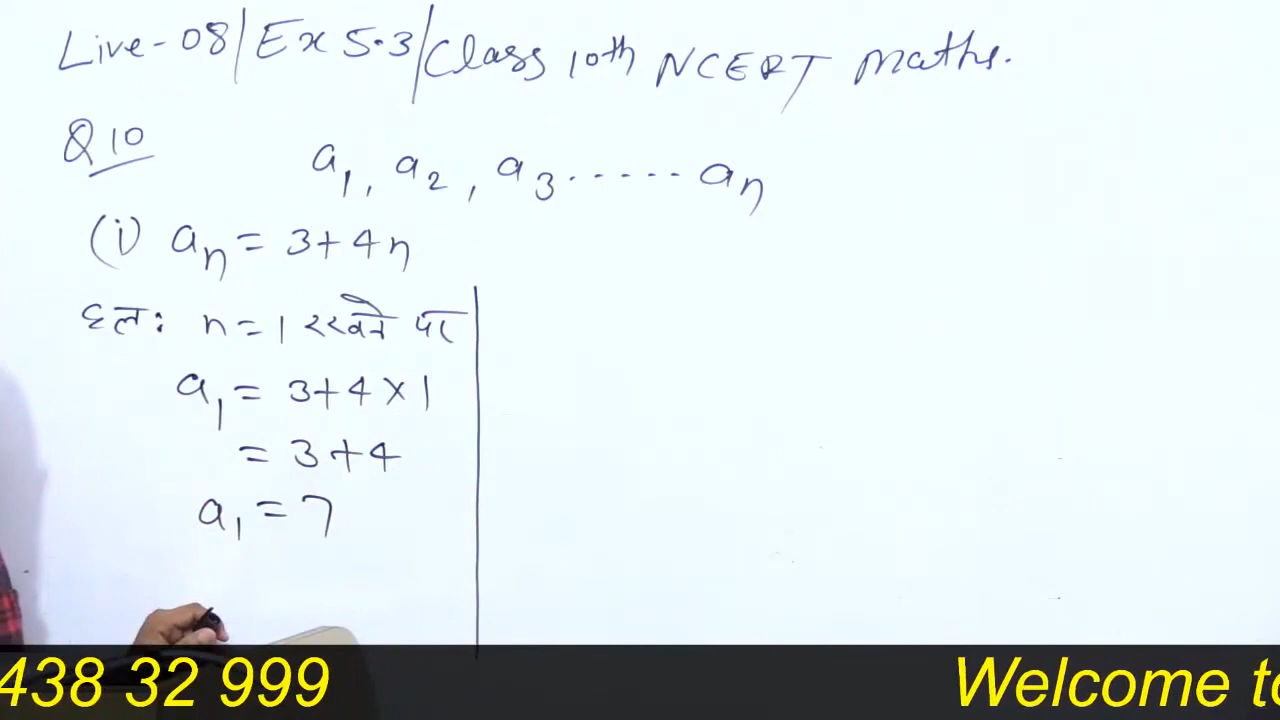 Live-08/Ex 5.3/Class 10th NCERT Maths.
Q10
a1, a2, a3 ...... an
(i) an = 3+4n
हल: n=1 रखने पर
a1 = 3+4×1
= 3+4
a1 = 7
438 32 999 Welcome to